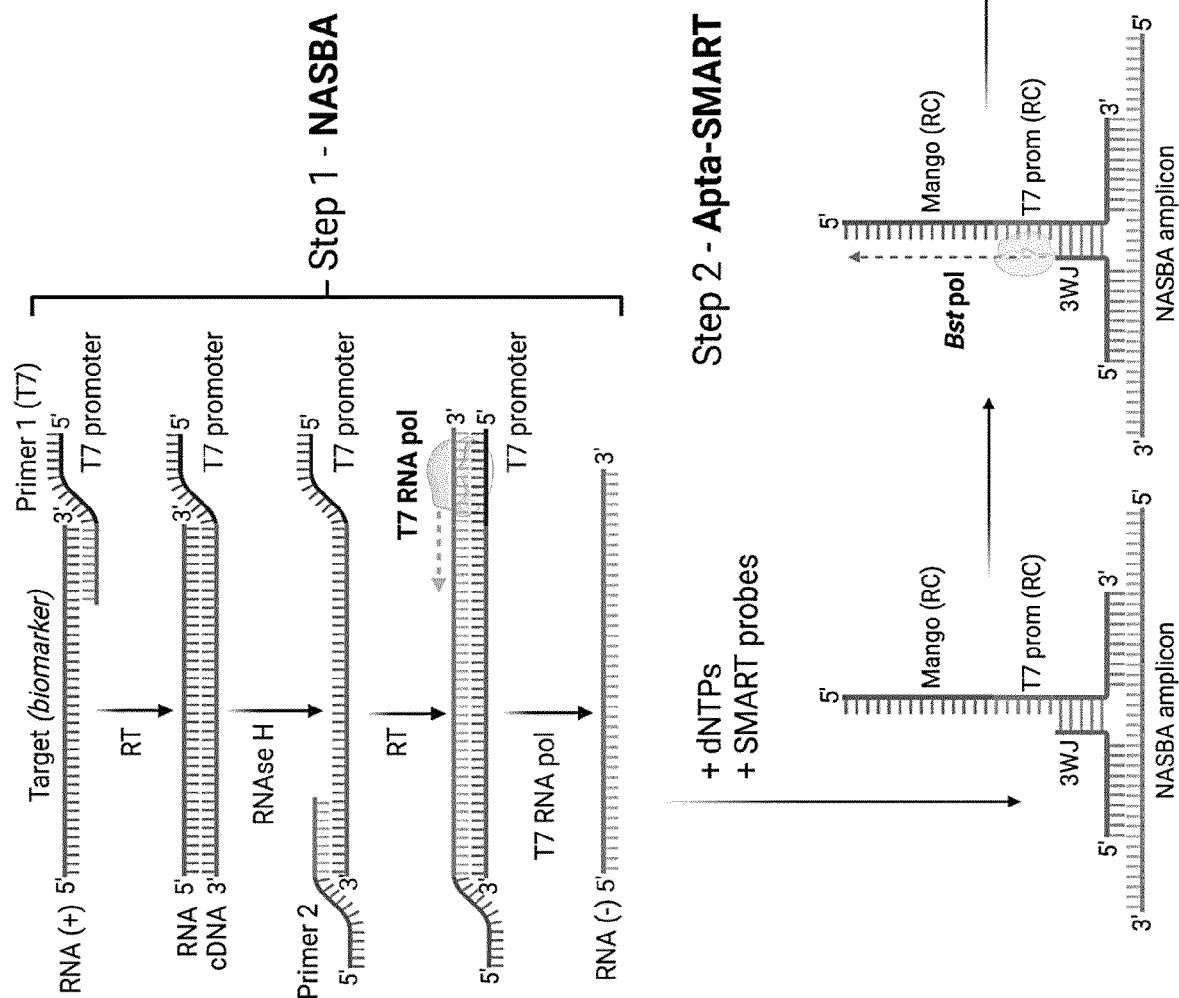 Step 1 - NASBA
Target (biomarker)
Primer 1 (T7)
RNA (+) 5'
3'
5'
T7 promoter
RT
RNA 5'
cDNA 3'
3'
5'
T7 promoter
RNAse H
Primer 2
5'
3'
5'
T7 promoter
RT
T7 RNA pol
5'
3'
3'
5'
T7 promoter
T7 RNA pol
RNA (-) 5'
3'
+ dNTPs
+ SMART probes
Step 2 - Apta-SMART
5'
Mango (RC)
T7 prom (RC)
3WJ
5'
3'
3'
5'
NASBA amplicon
5'
Mango (RC)
Bst pol
T7 prom (RC)
3WJ
5'
3'
3'
5'
NASBA amplicon